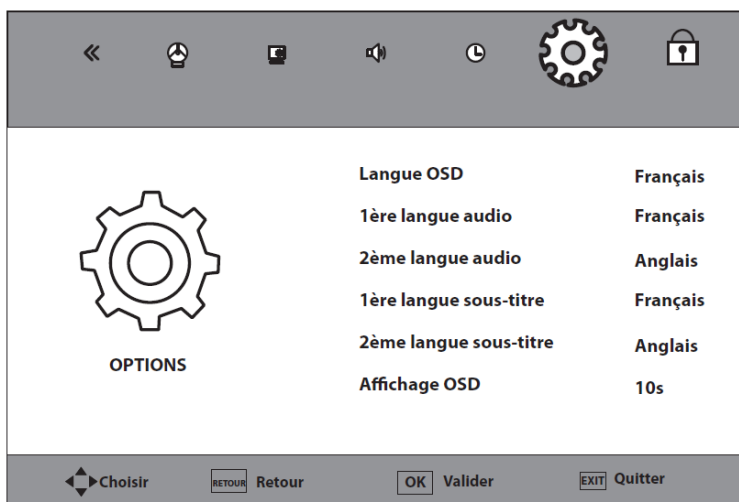 Langue OSD Français
1ère langue audio Français
2ème langue audio Anglais
1ère langue sous-titre Français
2ème langue sous-titre Anglais
Affichage OSD 10s
OPTIONS
Choisir RETOUR Retour OK Valider EXIT Quitter